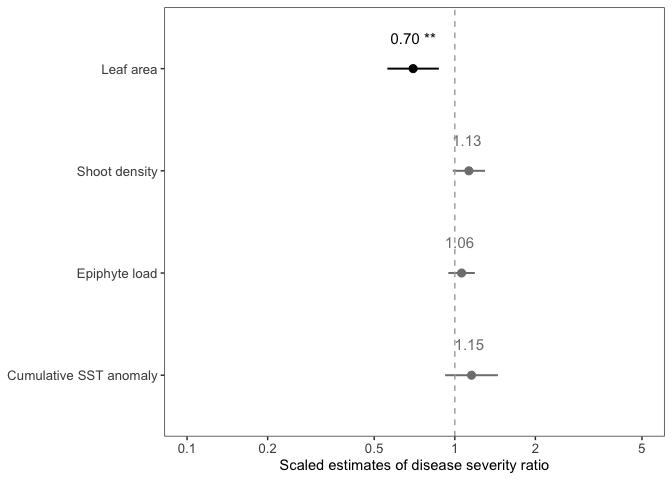 0.70 **
Leaf area
1.13
Shoot density
1.06
Epiphyte load
1.15
Cumulative SST anomaly
0.1 0.2 0.5 1 2 5
Scaled estimates of disease severity ratio